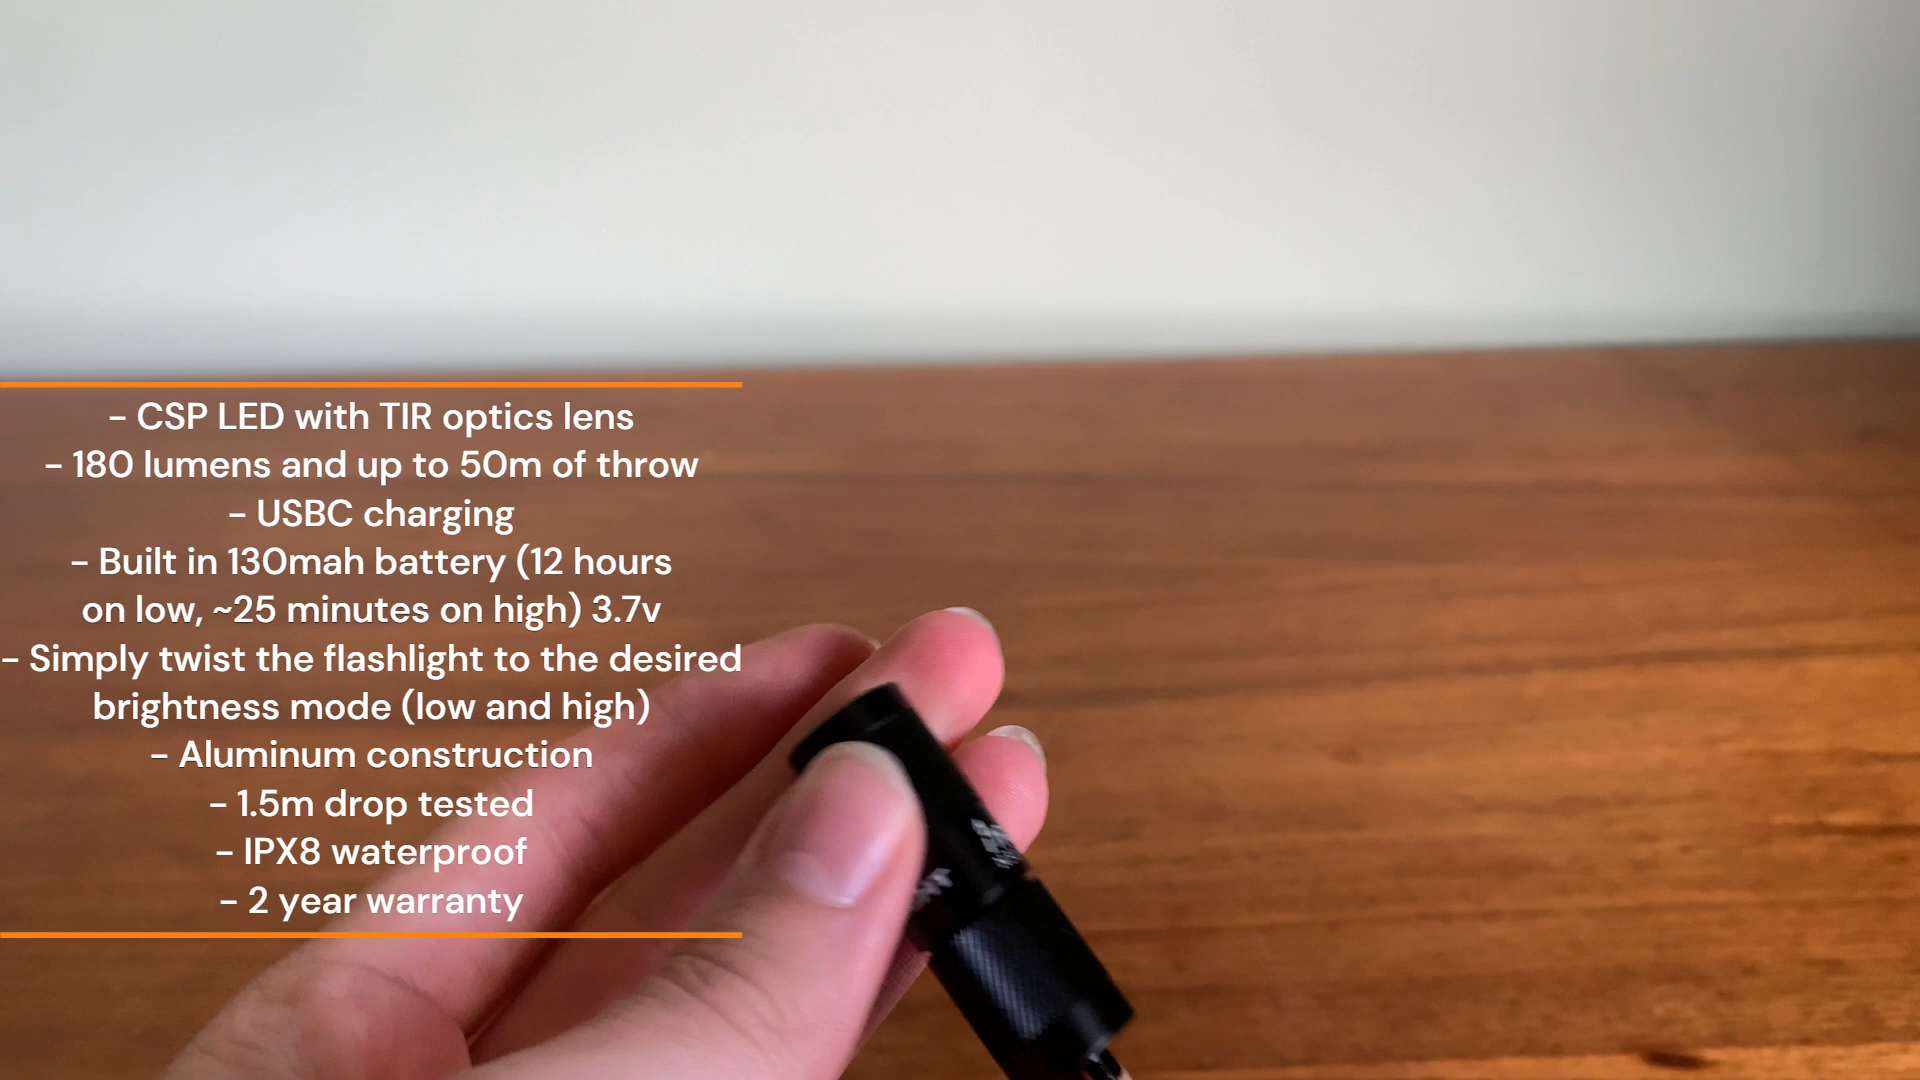 - CSP LED with TIR optics lens
- 180 lumens and up to 50m of throw
- USBC charging
- Built in 130mah battery (12 hours
on low, ~25 minutes on high) 3.7v
- Simply twist the flashlight to the desired
brightness mode (low and high)
- Aluminum construction
- 1.5m drop tested
- IPX8 waterproof
- 2 year warranty